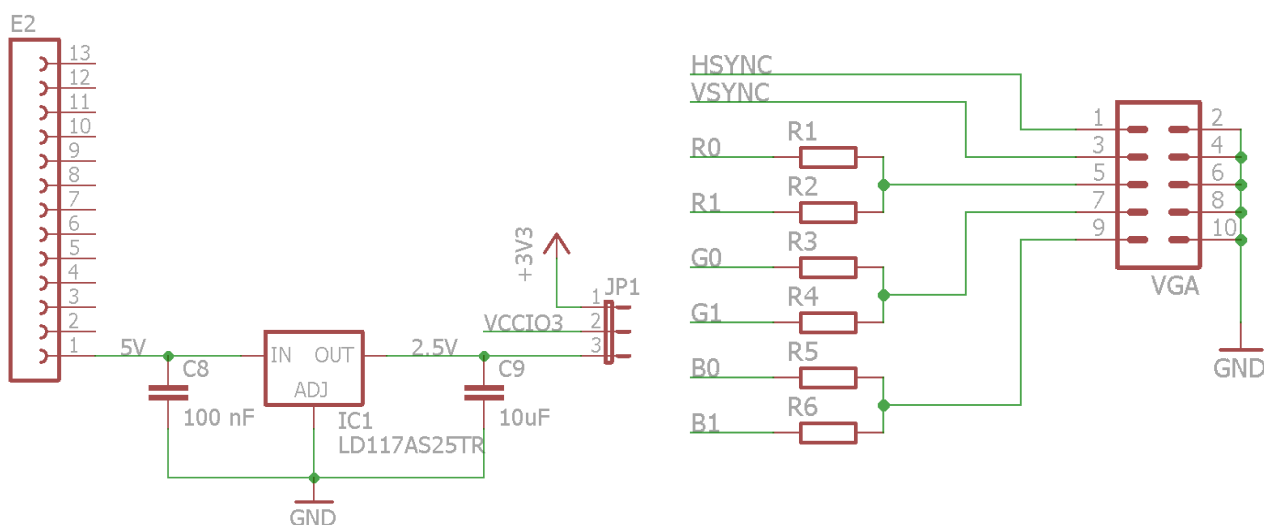 E2
13
12
11
10
9
8
7
6
5
4
3
2
1
5V
C8
100 nF
IN OUT
ADJ
IC1
LD117AS25TR
GND
2.5V
C9
10uF
+3V3
VCCIO3
JP1
1
2
3
HSYNC
VSYNC
R0
R1
G0
G1
B0
B1
R1
R2
R3
R4
R5
R6
1 2
3 4
5 6
7 8
9 10
VGA
GND